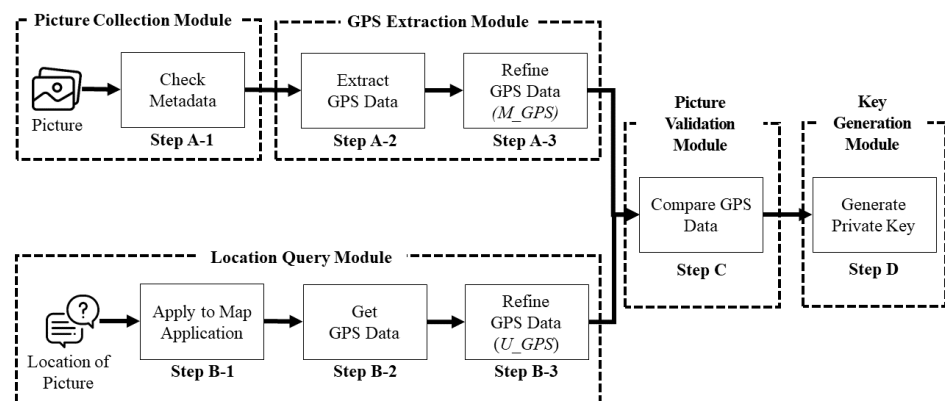 Picture Collection Module
GPS Extraction Module
Picture
Check
Metadata
Step A-1
Extract
GPS Data
Step A-2
Refine
GPS Data
(M_GPS)
Step A-3
Picture
Validation
Module
Compare GPS
Data
Step C
Key
Generation
Module
Generate
Private Key
Step D
Location Query Module
?
Location of
Picture
Apply to Map
Application
Step B-1
Get
GPS Data
Step B-2
Refine
GPS Data
(U_GPS)
Step B-3